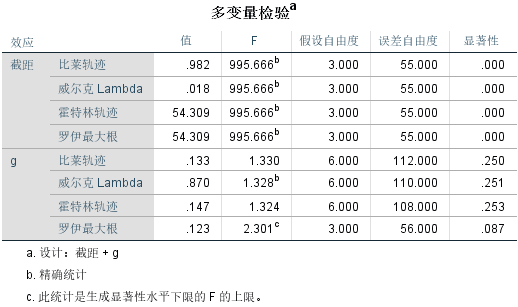 多变量检验a
效应 值 F 假设自由度 误差自由度 显著性
截距 比莱轨迹 .982 995.666b 3.000 55.000 .000
威尔克 Lambda .018 995.666b 3.000 55.000 .000
霍特林轨迹 54.309 995.666b 3.000 55.000 .000
罗伊最大根 54.309 995.666b 3.000 55.000 .000
g 比莱轨迹 .133 1.330 6.000 112.000 .250
威尔克 Lambda .870 1.328b 6.000 110.000 .251
霍特林轨迹 .147 1.324 6.000 108.000 .253
罗伊最大根 .123 2.301c 3.000 56.000 .087
a. 设计：截距 + g
b. 精确统计
c. 此统计是生成显著性水平下限的 F 的上限。